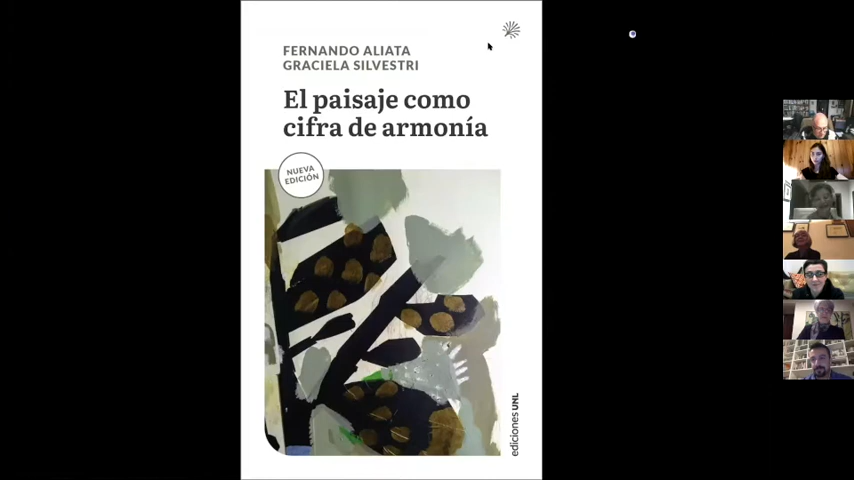 FERNANDO ALIATA
GRACIELA SILVESTRI
El paisaje como
cifra de armonía
NUEVA
EDICIÓN
ediciones UNL